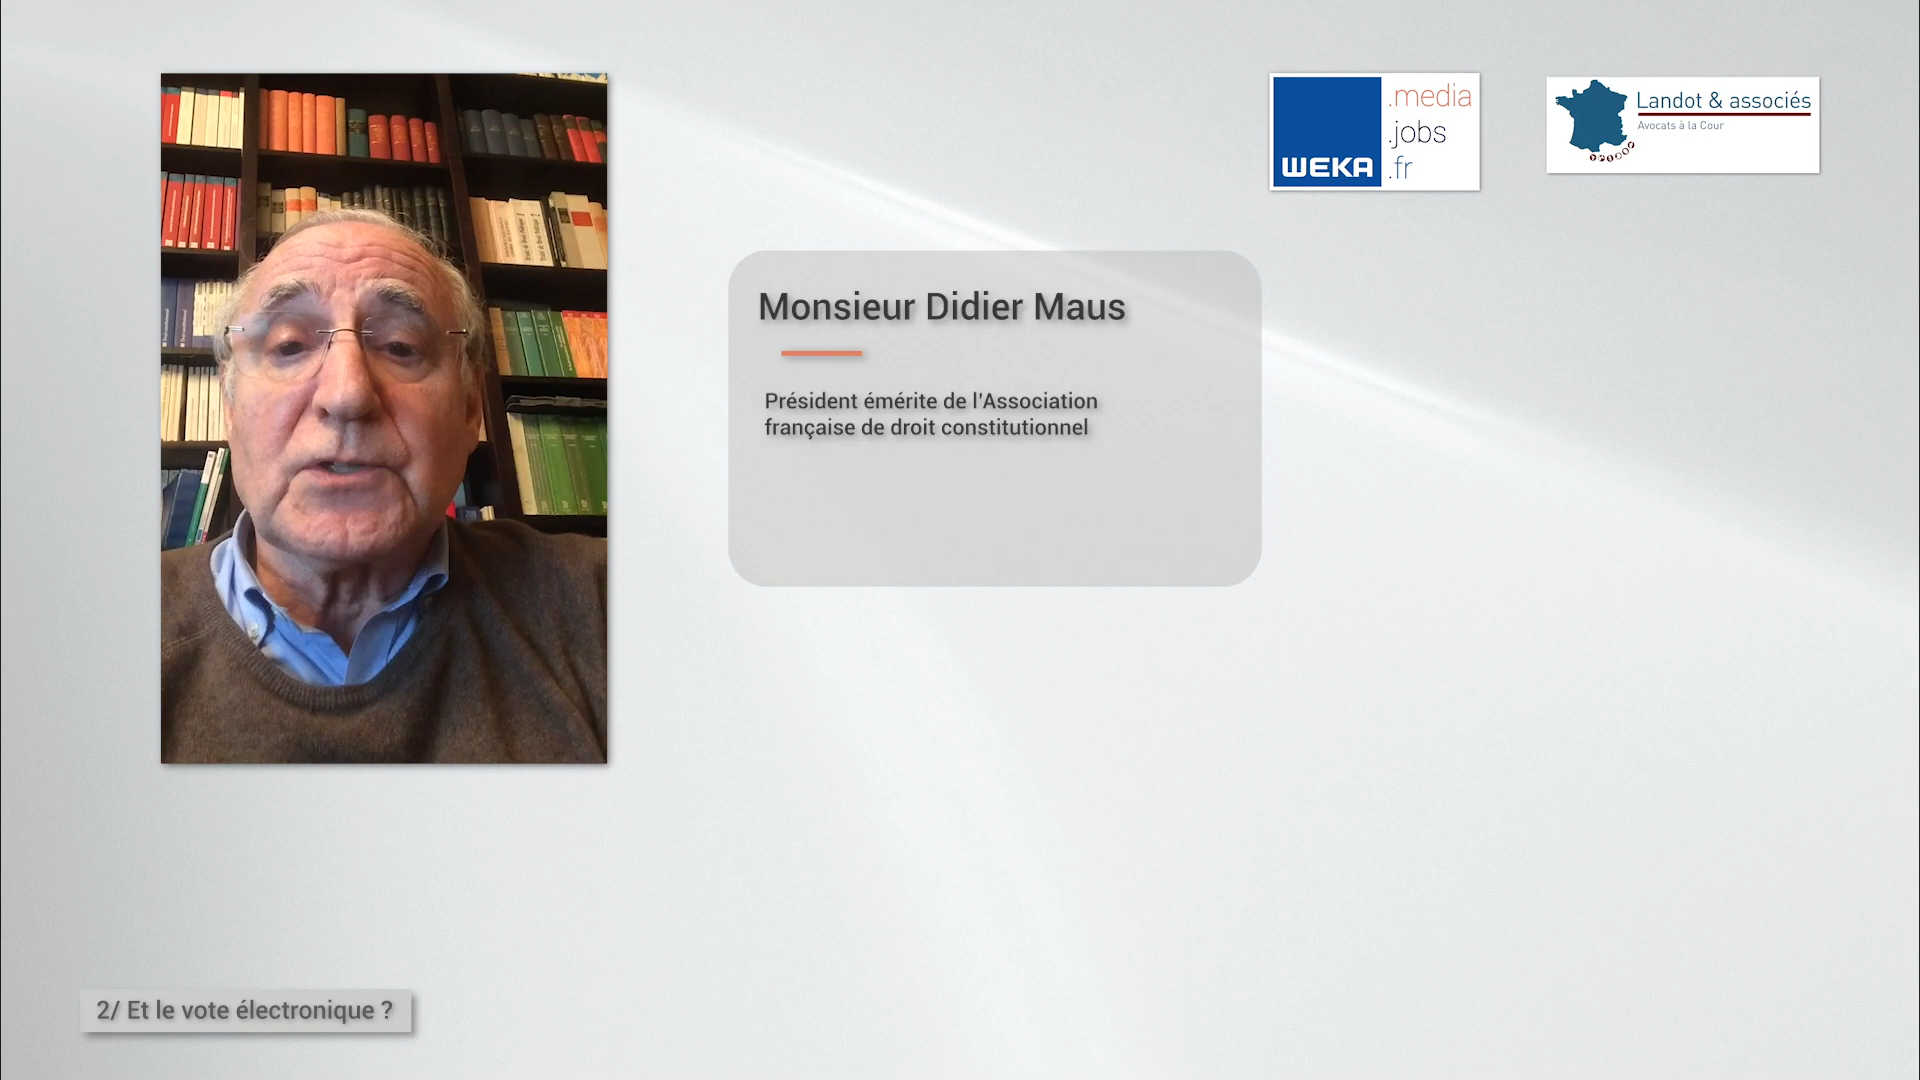 .media
.jobs
.fr
WEKA
Landot & associés
Avocats à la Cour
Monsieur Didier Maus
Président émérite de l'Association
française de droit constitutionnel
2/ Et le vote électronique ?